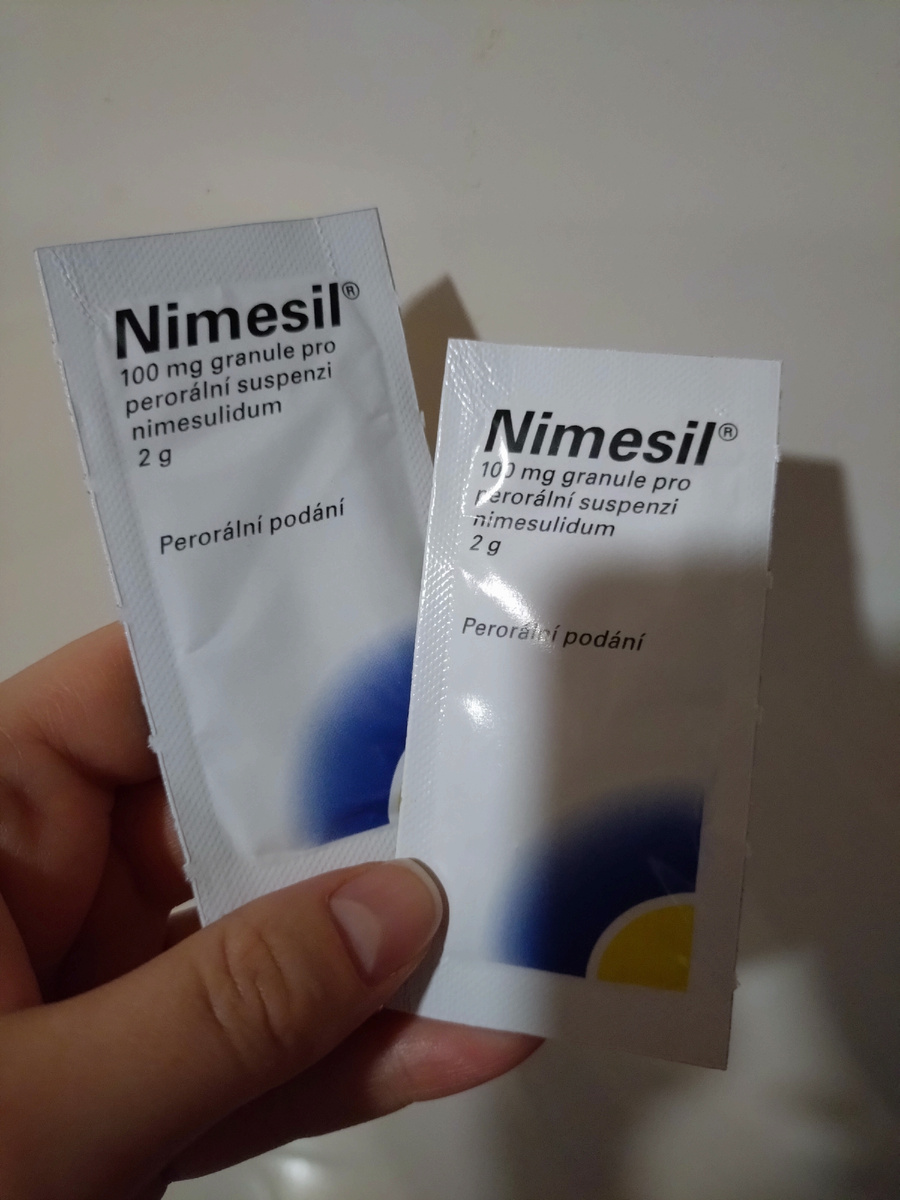 Nimesil®
100 mg granule pro
perorální suspenzi
nimesulidum
2 g
Perorální podání
Nimesil®
100 mg granule pro
perorální suspenzi
nimesulidum
2 g
Perorální podání